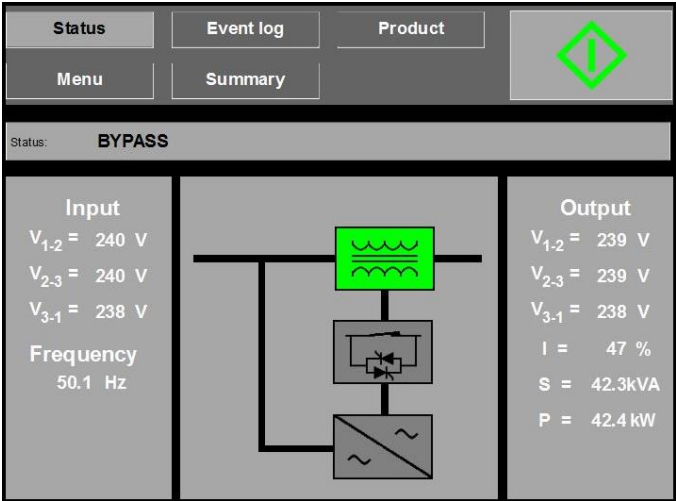 Status Event log Product
Menu Summary
Status: BYPASS
Input
V1-2 = 240 V
V2-3 = 240 V
V3-1 = 238 V
Frequency
50.1 Hz
Output
V1-2 = 239 V
V2-3 = 239 V
V3-1 = 238 V
I = 47 %
S = 42.3kVA
P = 42.4 kW